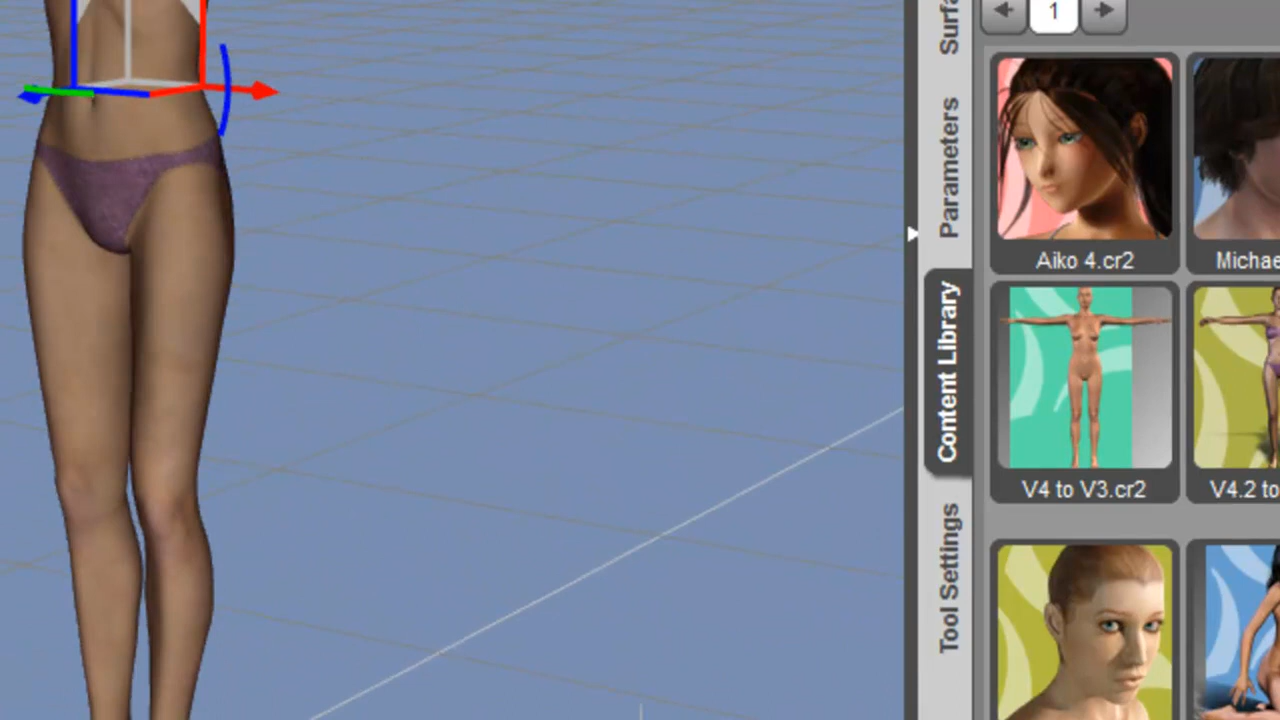 1
Surfa
Parameters
Content Library
Tool Settings
Aiko 4.cr2
Michae
V4 to V3.cr2
V4.2 to